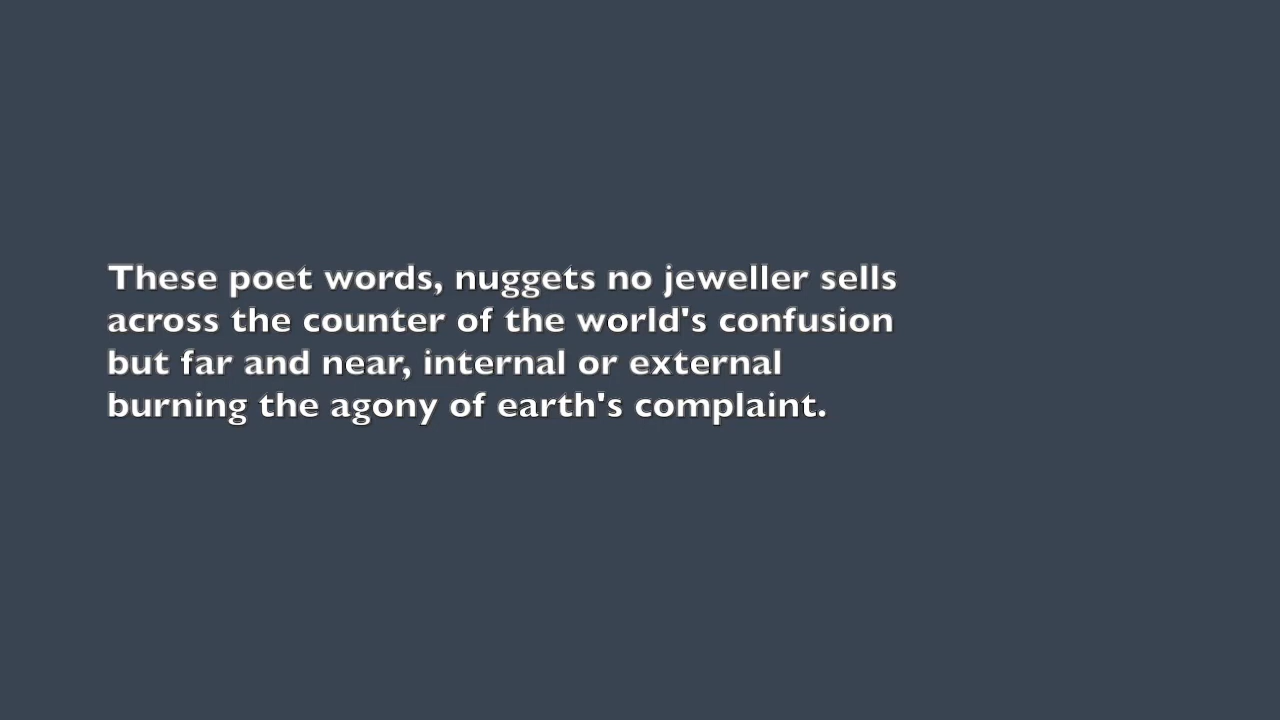 These poet words, nuggets no jeweller sells
across the counter of the world's confusion
but far and near, internal or external
burning the agony of earth's complaint.